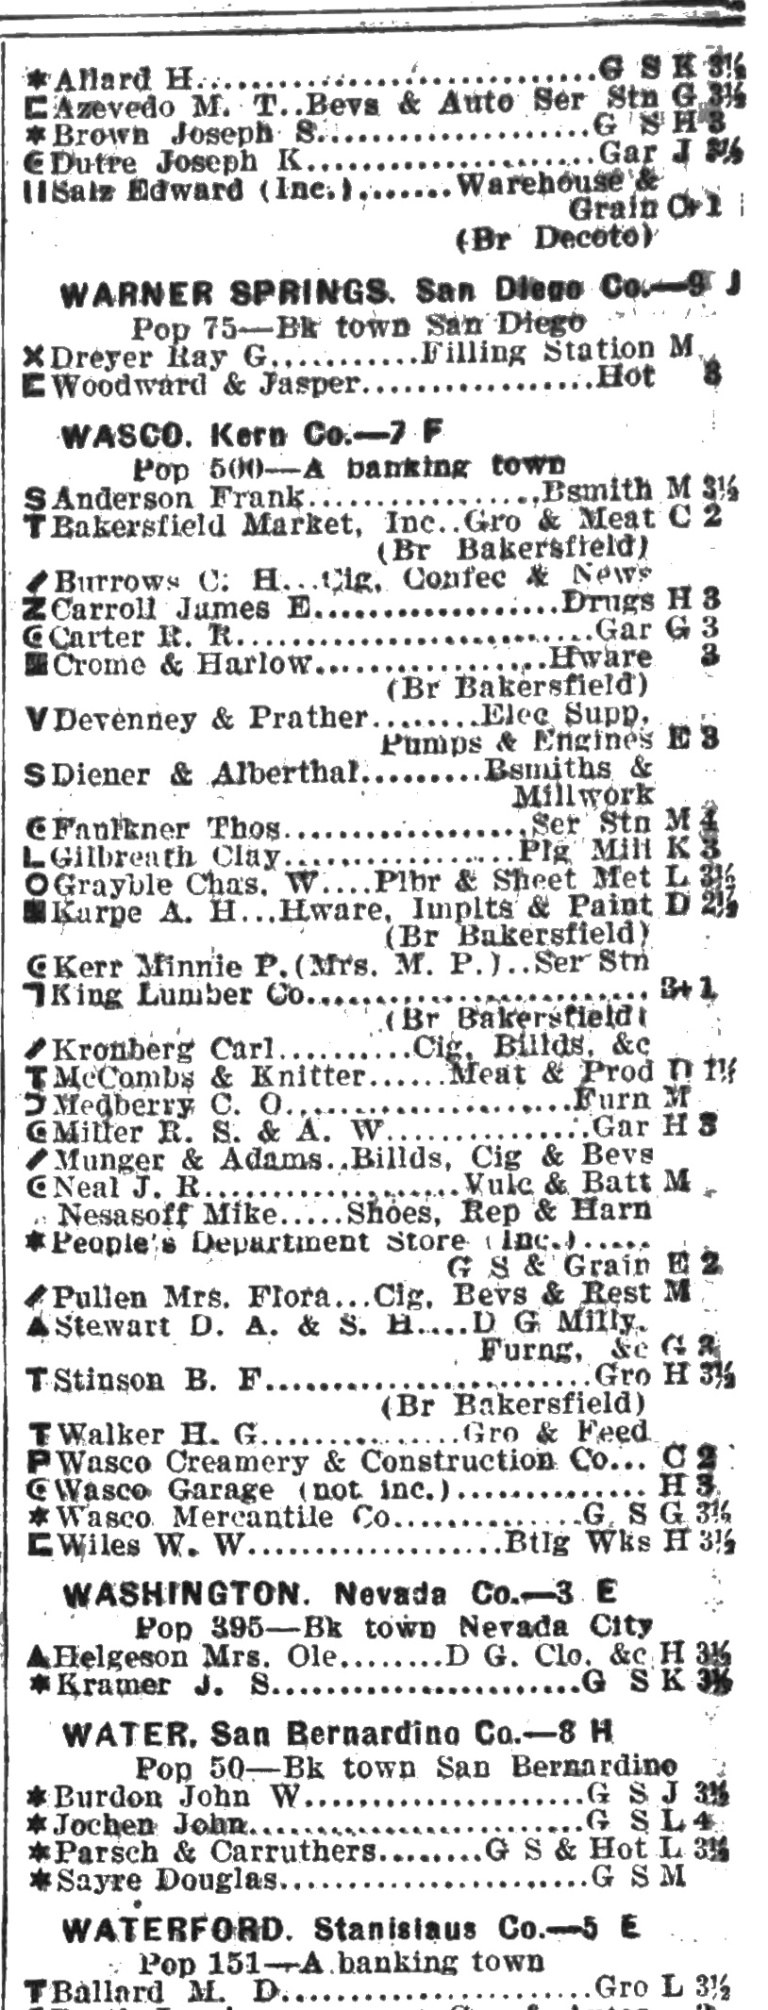 ✶Allard H..............................G S K 3½
⊏Azevedo M. T..Bevs & Auto Ser Stn G 3½
✶Brown Joseph S....................G S H 3
ⓒDutre Joseph K......................Gar J 3½
‖Salz Edward (Inc.).......Warehouse &
Grain C+1
(Br Decoto)
WARNER SPRINGS. San Diego Co.—9 J
Pop 75—Bk town San Diego
✕Dreyer Ray G...........Filling Station M
⊏Woodward & Jasper.................Hot 3
WASCO. Kern Co.—7 F
Pop 500—A banking town
SAnderson Frank.................Bsmith M 3½
TBakersfield Market, Inc..Gro & Meat C 2
(Br Bakersfield)
/Burrows C. H...Cig, Confec & News
ZCarroll James E..................Drugs H 3
ⓒCarter R. R..........................Gar G 3
■Crome & Harlow.................Hware 3
(Br Bakersfield)
VDevenney & Prather........Elec Supp,
Pumps & Engines E 3
SDiener & Alberthal.........Bsmiths &
Millwork
ⓒFaulkner Thos..................Ser Stn M 4
LGilbreath Clay.................Plg Mill K 3
OGrayble Chas. W....Plbr & Sheet Met L 3½
■Karpe A. H...Hware, Implts & Paint D 2½
(Br Bakersfield)
ⓒKerr Minnie P.(Mrs. M. P.)..Ser Stn
ㄱKing Lumber Co......................... 3+1
(Br Bakersfield)
/Kronberg Carl..........Cig, Billds, &c
TMcCombs & Knitter......Meat & Prod D 1½
ↃMedberry C. O.....................Furn M
ⓒMiller R. S. & A. W...............Gar H 3
/Munger & Adams..Billds, Cig & Bevs
ⓒNeal J. R...................Vulc & Batt M
Nesasoff Mike.....Shoes, Rep & Harn
✶People's Department Store (Inc.).....
G S & Grain E 2
/Pullen Mrs. Flora...Cig, Bevs & Rest M
▲Stewart D. A. & S. H.....D G Milly,
Furng, &c G
TStinson B. F........................Gro H 3½
(Br Bakersfield)
TWalker H. G...............Gro & Feed
PWasco Creamery & Construction Co... C 2
ⓒWasco Garage (not inc.).............. H 3
✶Wasco Mercantile Co..............G S G 3½
⊏Wiles W. W...................Btlg Wks H 3½
WASHINGTON. Nevada Co.—3 E
Pop 395—Bk town Nevada City
▲Helgeson Mrs. Ole........D G. Clo. &c H 3½
✶Kramer J. S.......................G S K 3½
WATER. San Bernardino Co.—8 H
Pop 50—Bk town San Bernardino
✶Burdon John W....................G S J 3½
✶Jochen John........................G S L 4
✶Parsch & Carruthers........G S & Hot L 3½
✶Sayre Douglas......................G S M
WATERFORD. Stanislaus Co.—5 E
Pop 151—A banking town
TBallard M. D......................Gro L 3½